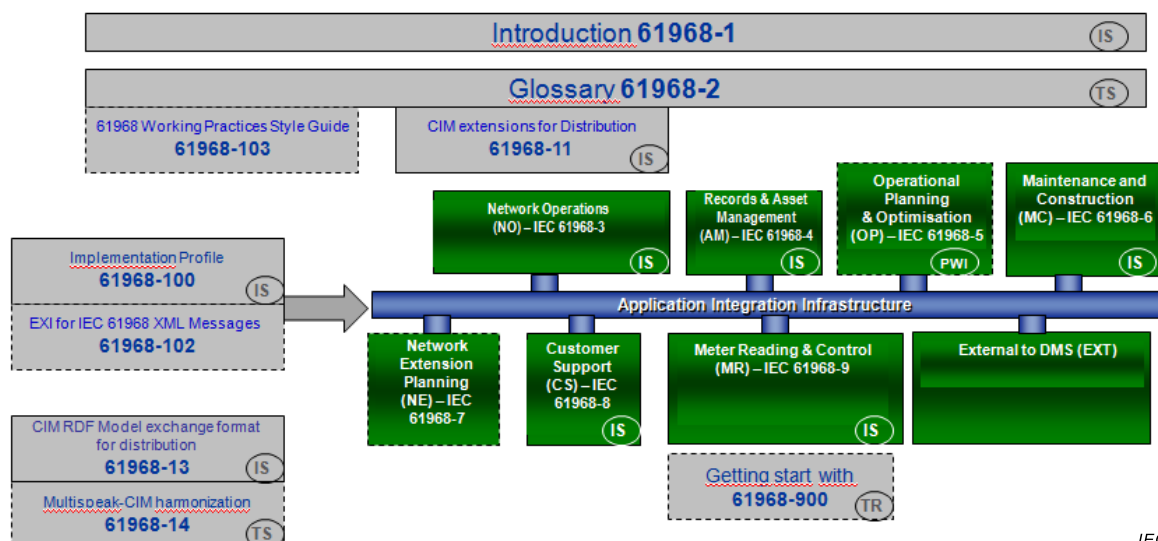 Introduction 61968-1
IS
Glossary 61968-2
TS
61968 Working Practices Style Guide
61968-103
CIM extensions for Distribution
61968-11
IS
Network Operations
(NO) – IEC 61968-3
IS
Records & Asset
Management
(AM) – IEC 61968-4
IS
Operational
Planning
& Optimisation
(OP) – IEC 61968-5
PWI
Maintenance and
Construction
(MC) – IEC 61968-6
IS
Implementation Profile
61968-100
IS
EXI for IEC 61968 XML Messages
61968-102
Application Integration Infrastructure
Network
Extension
Planning
(NE) – IEC
61968-7
Customer
Support
(CS) – IEC
61968-8
IS
Meter Reading & Control
(MR) – IEC 61968-9
IS
External to DMS (EXT)
CIM RDF Model exchange format
for distribution
61968-13
IS
Multispeak-CIM harmonization
61968-14
TS
Getting start with
61968-900
TR